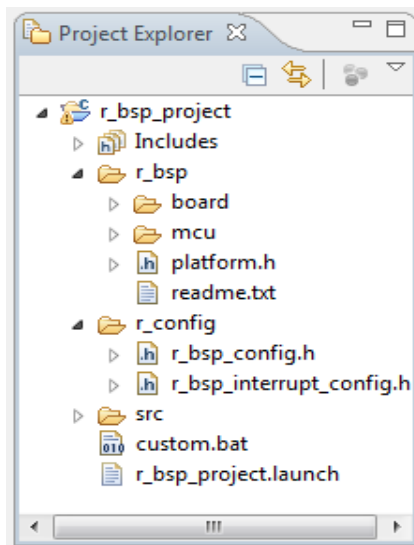 Project Explorer
r_bsp_project
Includes
r_bsp
board
mcu
platform.h
readme.txt
r_config
r_bsp_config.h
r_bsp_interrupt_config.h
src
custom.bat
r_bsp_project.launch